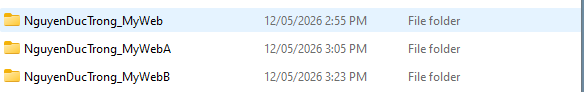 NguyenDucTrong_MyWeb 12/05/2026 2:55 PM File folder
NguyenDucTrong_MyWebA 12/05/2026 3:05 PM File folder
NguyenDucTrong_MyWebB 12/05/2026 3:23 PM File folder